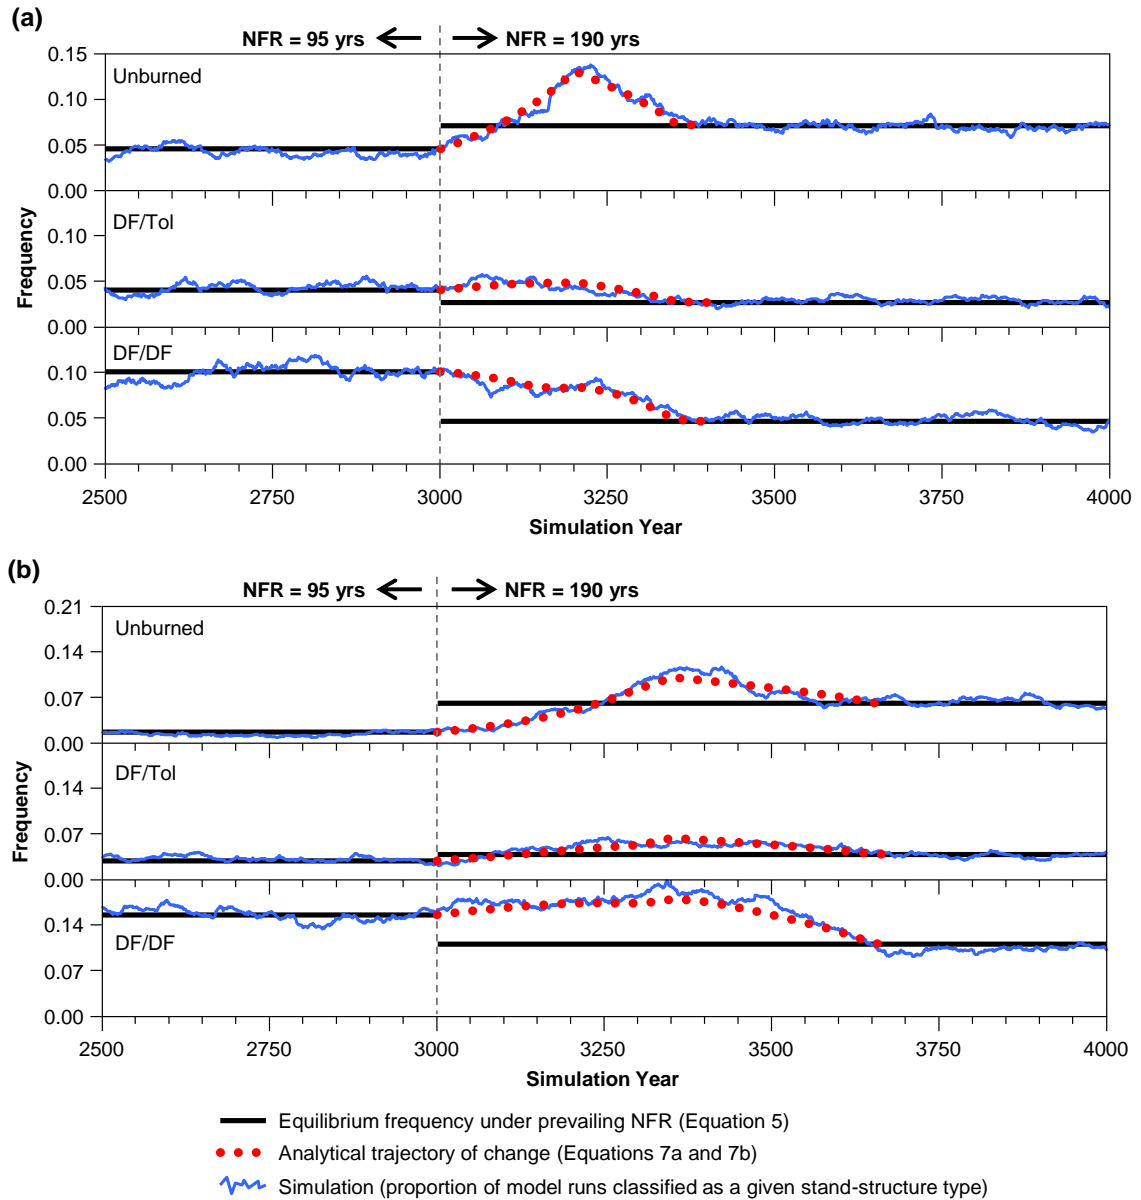 (a)
NFR = 95 yrs
NFR = 190 yrs
0.15
Unburned
0.10
0.05
0.00
DF/Tol
0.10
0.05
0.00
DF/DF
0.10
0.05
0.00
Frequency
2500 2750 3000 3250 3500 3750 4000
Simulation Year
(b)
NFR = 95 yrs
NFR = 190 yrs
0.21
Unburned
0.14
0.07
0.00
DF/Tol
0.14
0.07
0.00
DF/DF
0.14
0.07
0.00
Frequency
2500 2750 3000 3250 3500 3750 4000
Simulation Year
Equilibrium frequency under prevailing NFR (Equation 5)
Analytical trajectory of change (Equations 7a and 7b)
Simulation (proportion of model runs classified as a given stand-structure type)